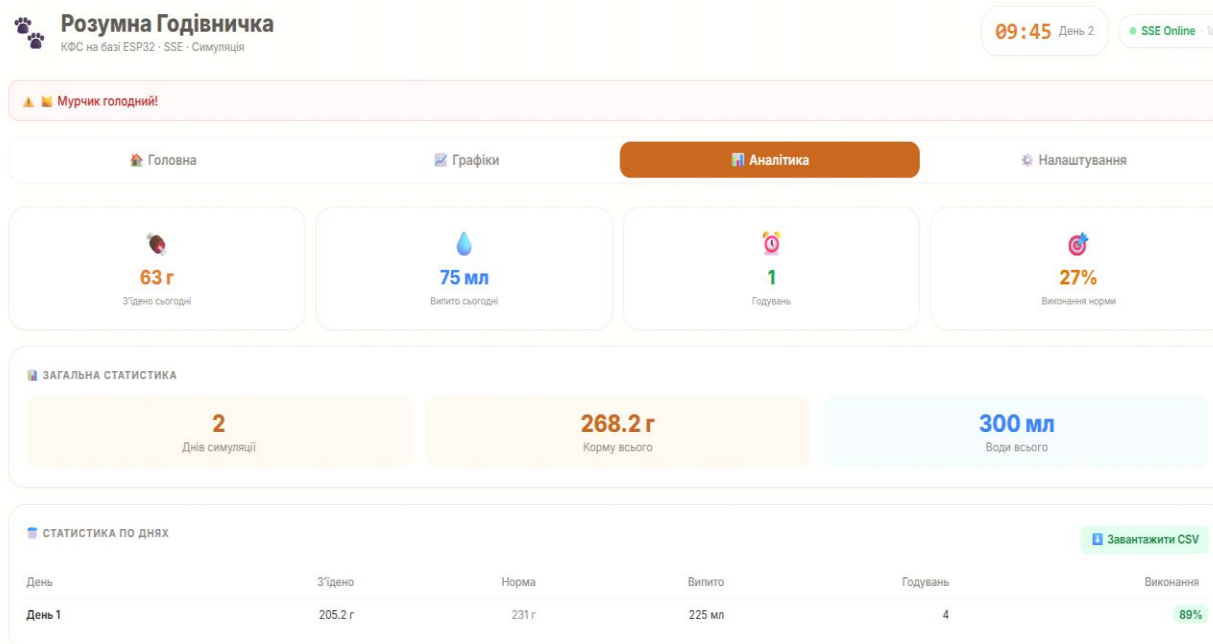 Розумна Годівничка
КФС на базі ESP32 · SSE · Симуляція
09:45 День 2
SSE Online
Мурчик голодний!
Головна
Графіки
Аналітика
Налаштування
63 г
З'їдено сьогодні
75 мл
Випито сьогодні
1
Годувань
27%
Виконання норми
ЗАГАЛЬНА СТАТИСТИКА
2
Днів симуляції
268.2 г
Корму всього
300 мл
Води всього
СТАТИСТИКА ПО ДНЯХ
Завантажити CSV
День З'їдено Норма Випито Годувань Виконання
День 1 205.2 г 231 г 225 мл 4 89%